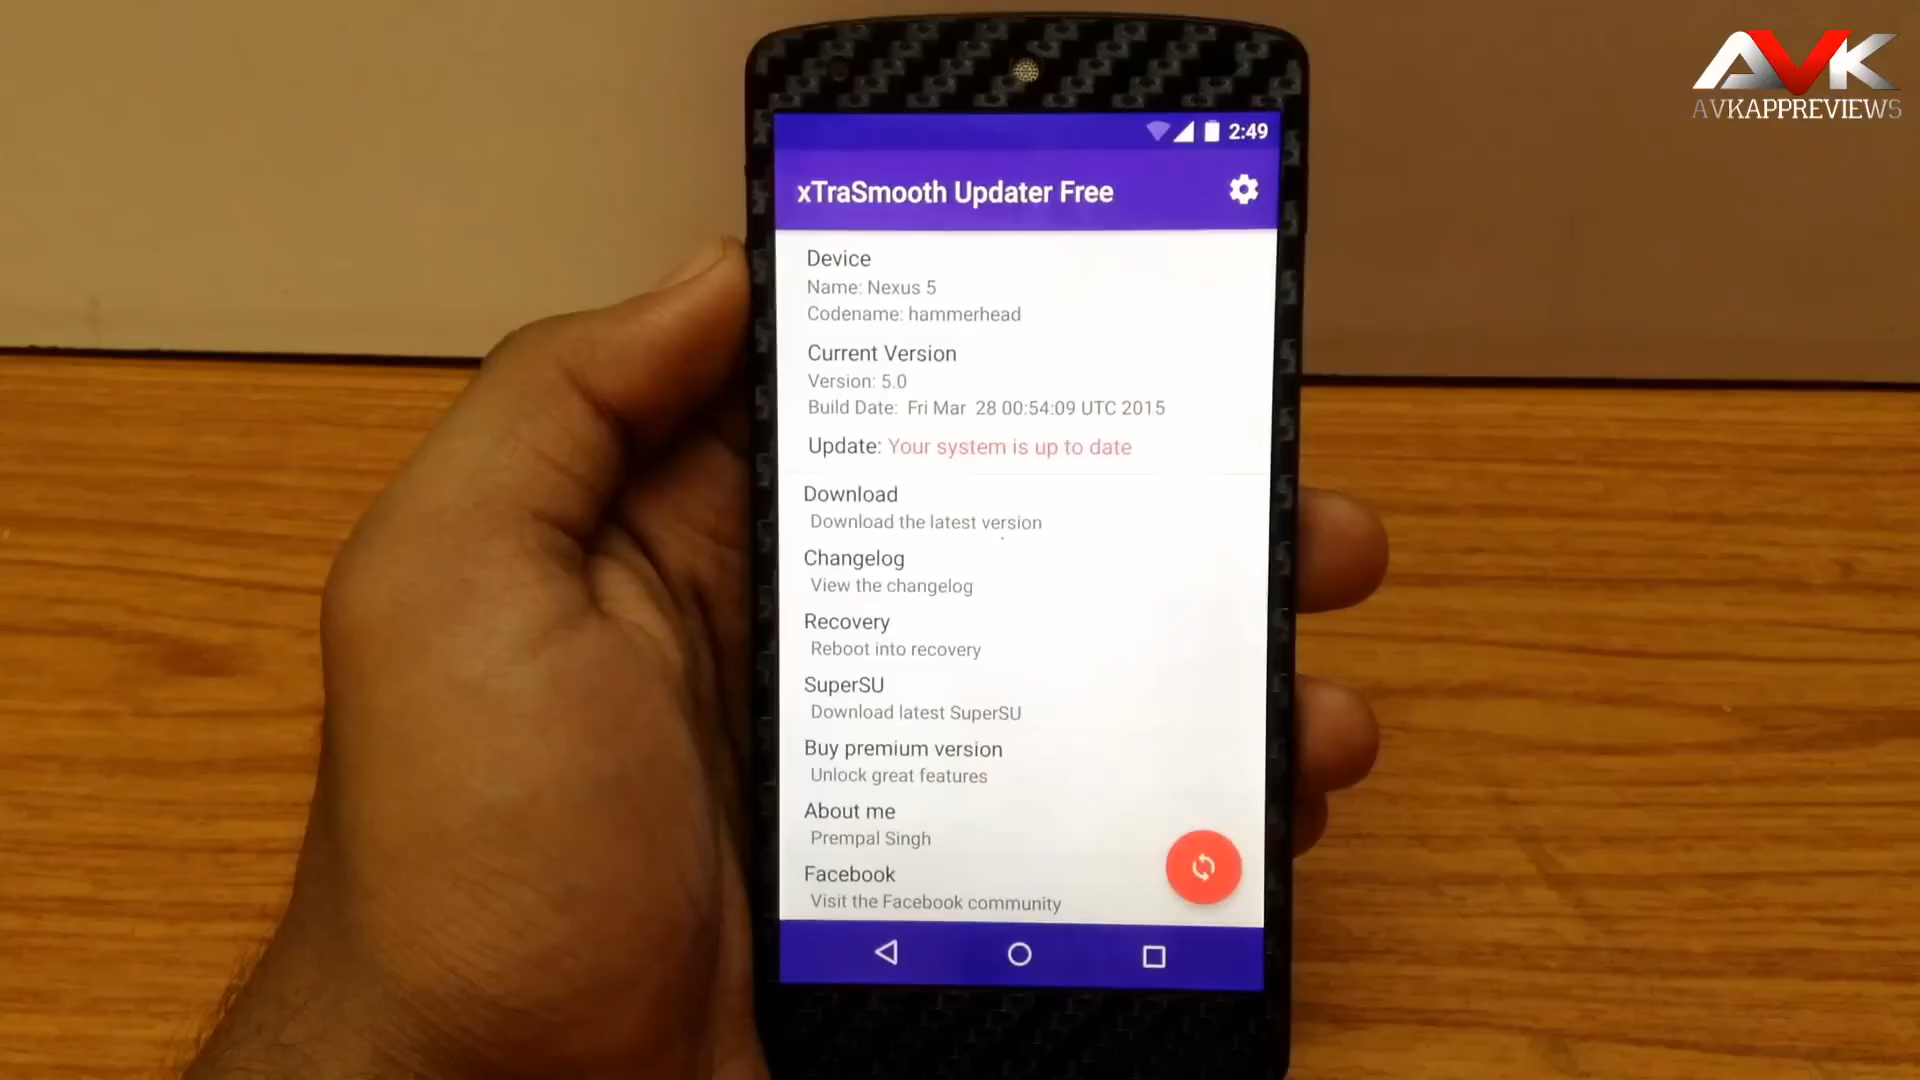 AVK
AVKAPPREVIEWS
2:49
xTraSmooth Updater Free
Device
Name: Nexus 5
Codename: hammerhead
Current Version
Version: 5.0
Build Date: Fri Mar 28 00:54:09 UTC 2015
Update: Your system is up to date
Download
Download the latest version
Changelog
View the changelog
Recovery
Reboot into recovery
SuperSU
Download latest SuperSU
Buy premium version
Unlock great features
About me
Prempal Singh
Facebook
Visit the Facebook community